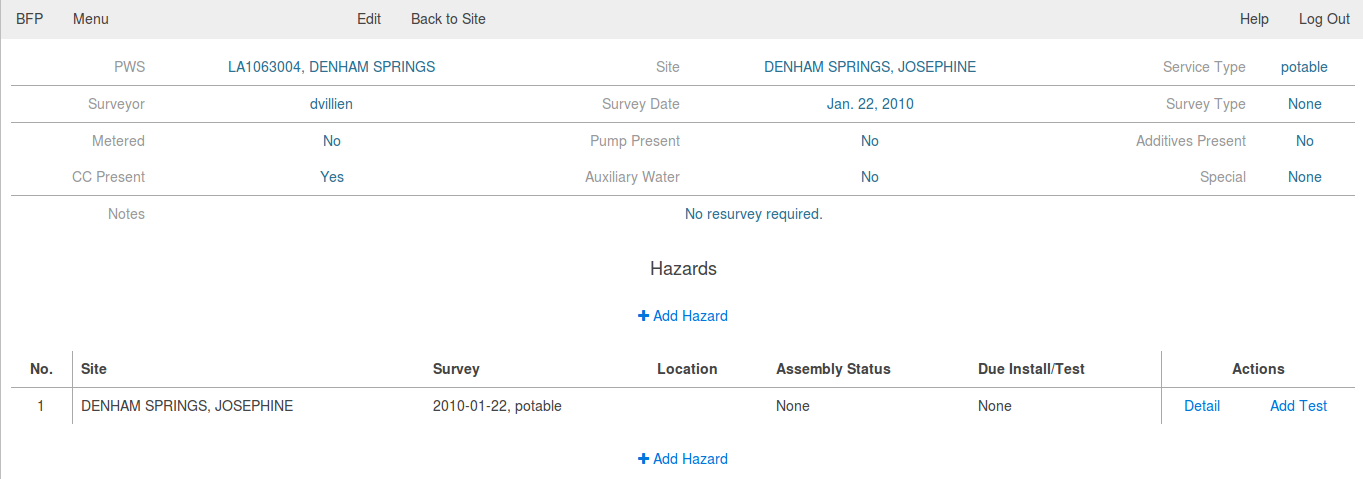 BFP Menu Edit Back to Site Help Log Out
PWS LA1063004, DENHAM SPRINGS Site DENHAM SPRINGS, JOSEPHINE Service Type potable
Surveyor dvillien Survey Date Jan. 22, 2010 Survey Type None
Metered No Pump Present No Additives Present No
CC Present Yes Auxiliary Water No Special None
Notes No resurvey required.
Hazards
+ Add Hazard
No. Site Survey Location Assembly Status Due Install/Test Actions
1 DENHAM SPRINGS, JOSEPHINE 2010-01-22, potable None None Detail Add Test
+ Add Hazard